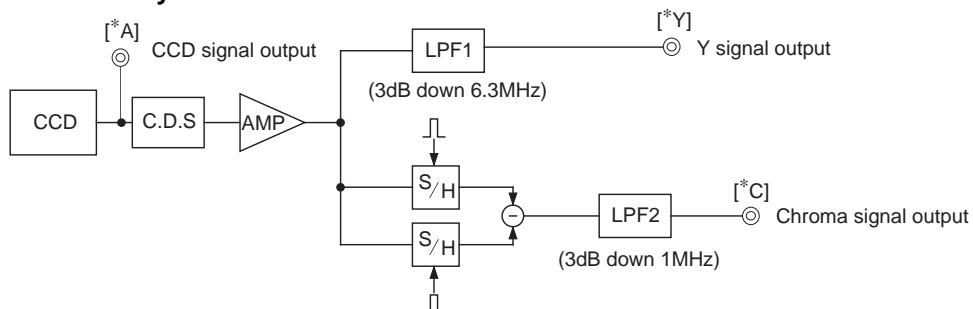 [*A]
CCD signal output
[*Y]
Y signal output
LPF1
(3dB down 6.3MHz)
CCD
C.D.S
AMP
S/H
S/H
−
LPF2
(3dB down 1MHz)
[*C]
Chroma signal output